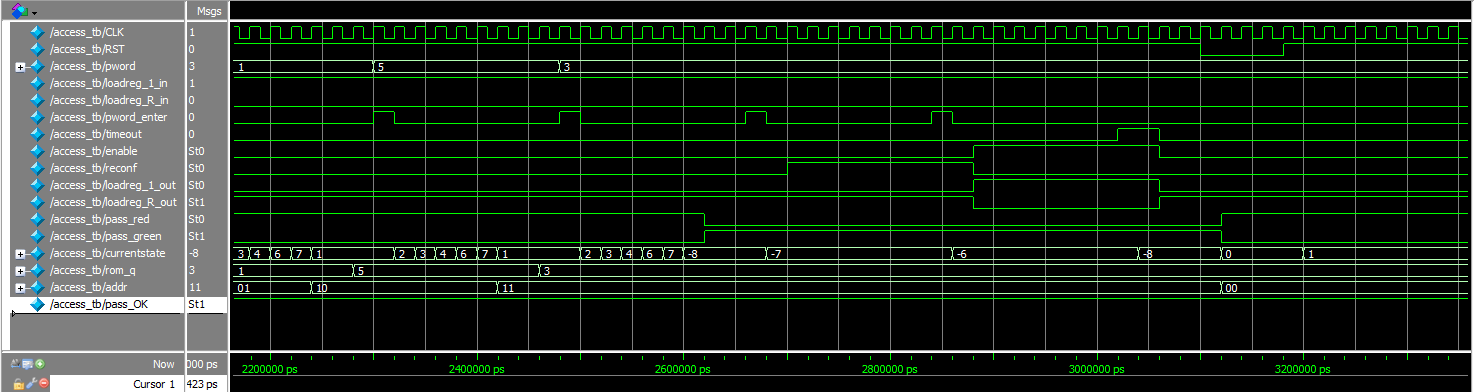 Msgs
/access_tb/CLK 1
/access_tb/RST 0
/access_tb/pword 3 1 5 3
/access_tb/loadreg_1_in 1
/access_tb/loadreg_R_in 0
/access_tb/pword_enter 0
/access_tb/timeout 0
/access_tb/enable St0
/access_tb/reconf St0
/access_tb/loadreg_1_out St0
/access_tb/loadreg_R_out St1
/access_tb/pass_red St0
/access_tb/pass_green St1
/access_tb/currentstate -8 3 4 6 7 1 2 3 4 6 7 1 2 3 4 6 7 -8 -7 -6 -8 0 1
/access_tb/rom_q 3 1 5 3
/access_tb/addr 11 01 10 11 00
/access_tb/pass_OK St1
Now 000 ps 2200000 ps 2400000 ps 2600000 ps 2800000 ps 3000000 ps 3200000 ps
Cursor 1 423 ps